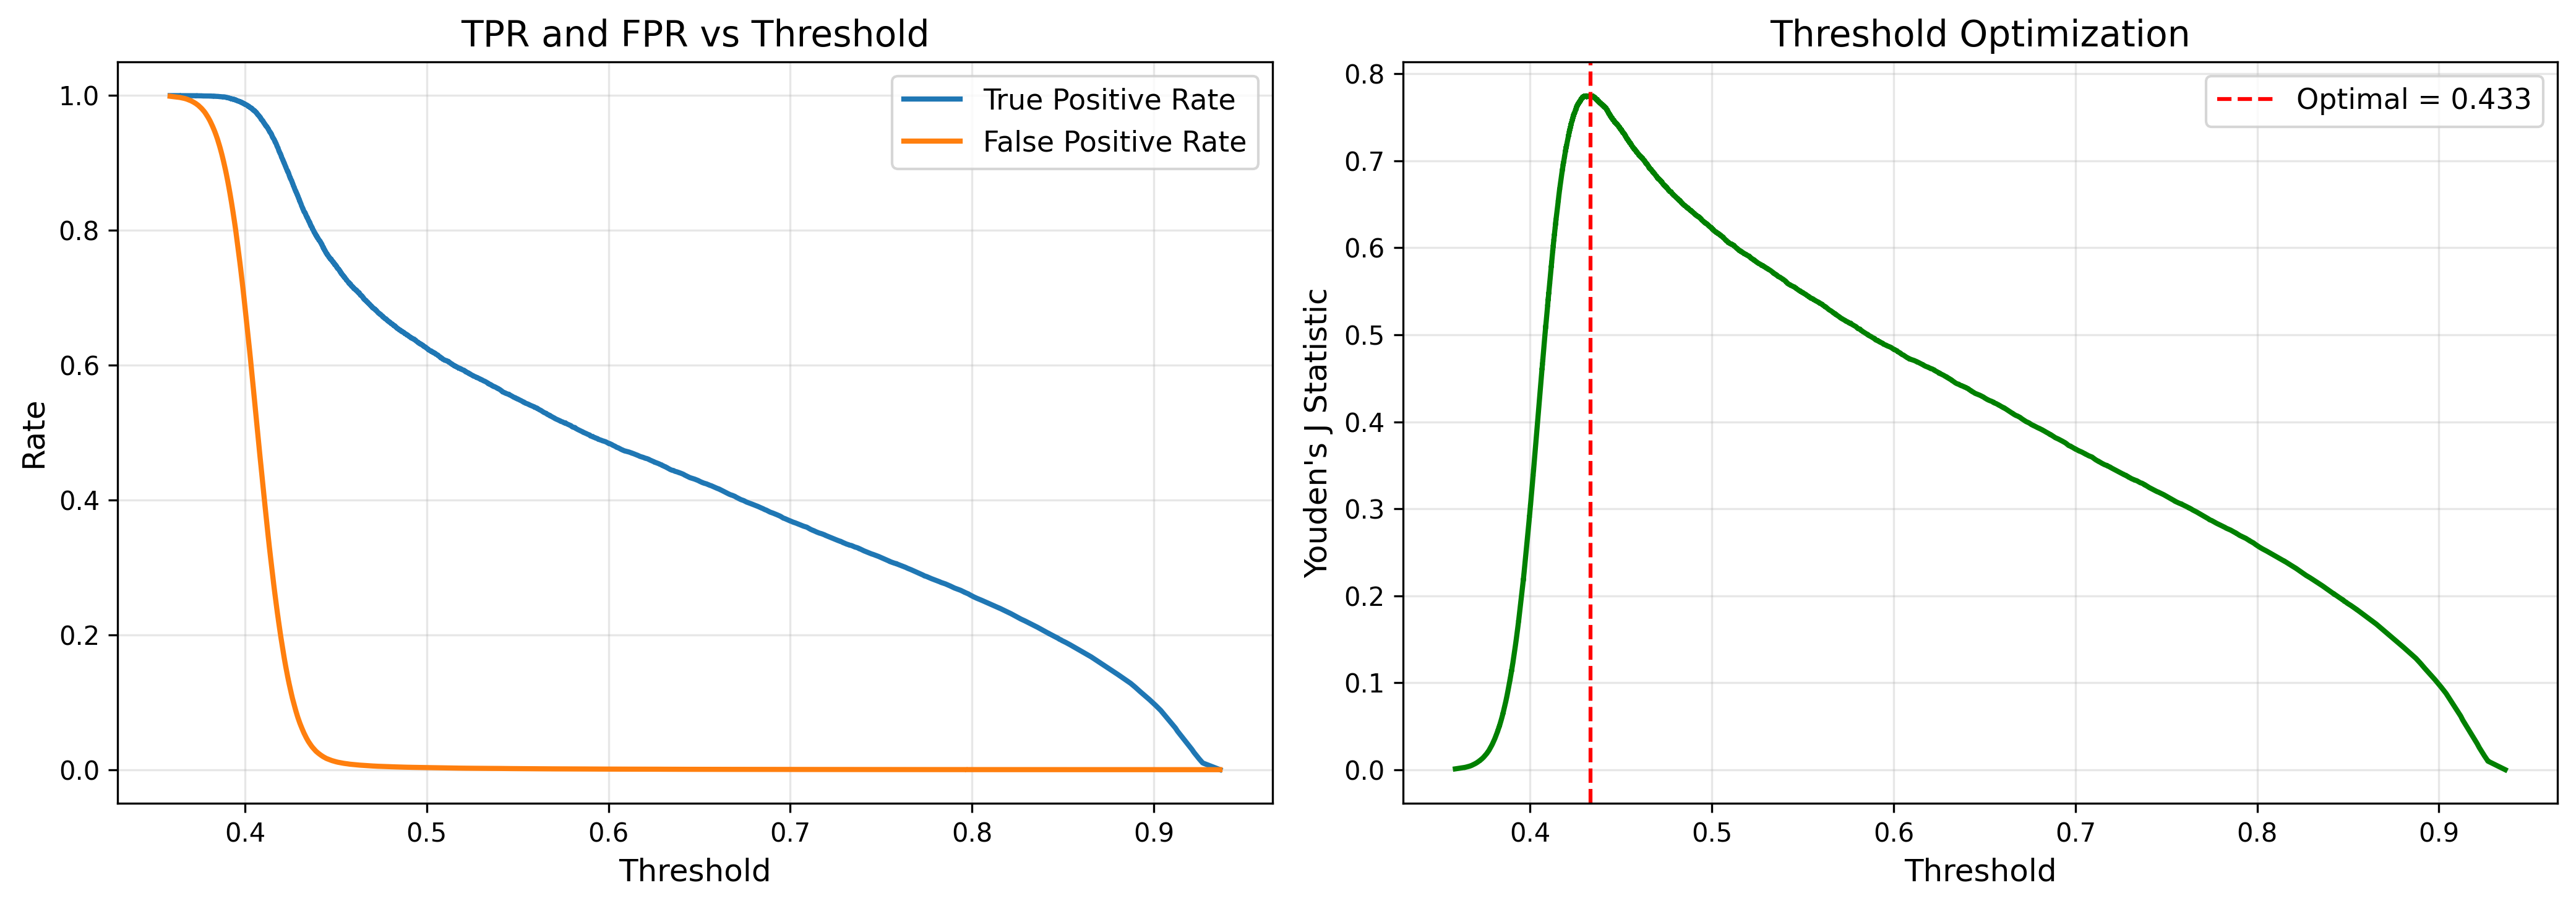 TPR and FPR vs Threshold
True Positive Rate
False Positive Rate
1.0
0.8
0.6
0.4
0.2
0.0
Rate
0.4 0.5 0.6 0.7 0.8 0.9
Threshold
Threshold Optimization
Optimal = 0.433
0.8
0.7
0.6
0.5
0.4
0.3
0.2
0.1
0.0
Youden's J Statistic
0.4 0.5 0.6 0.7 0.8 0.9
Threshold